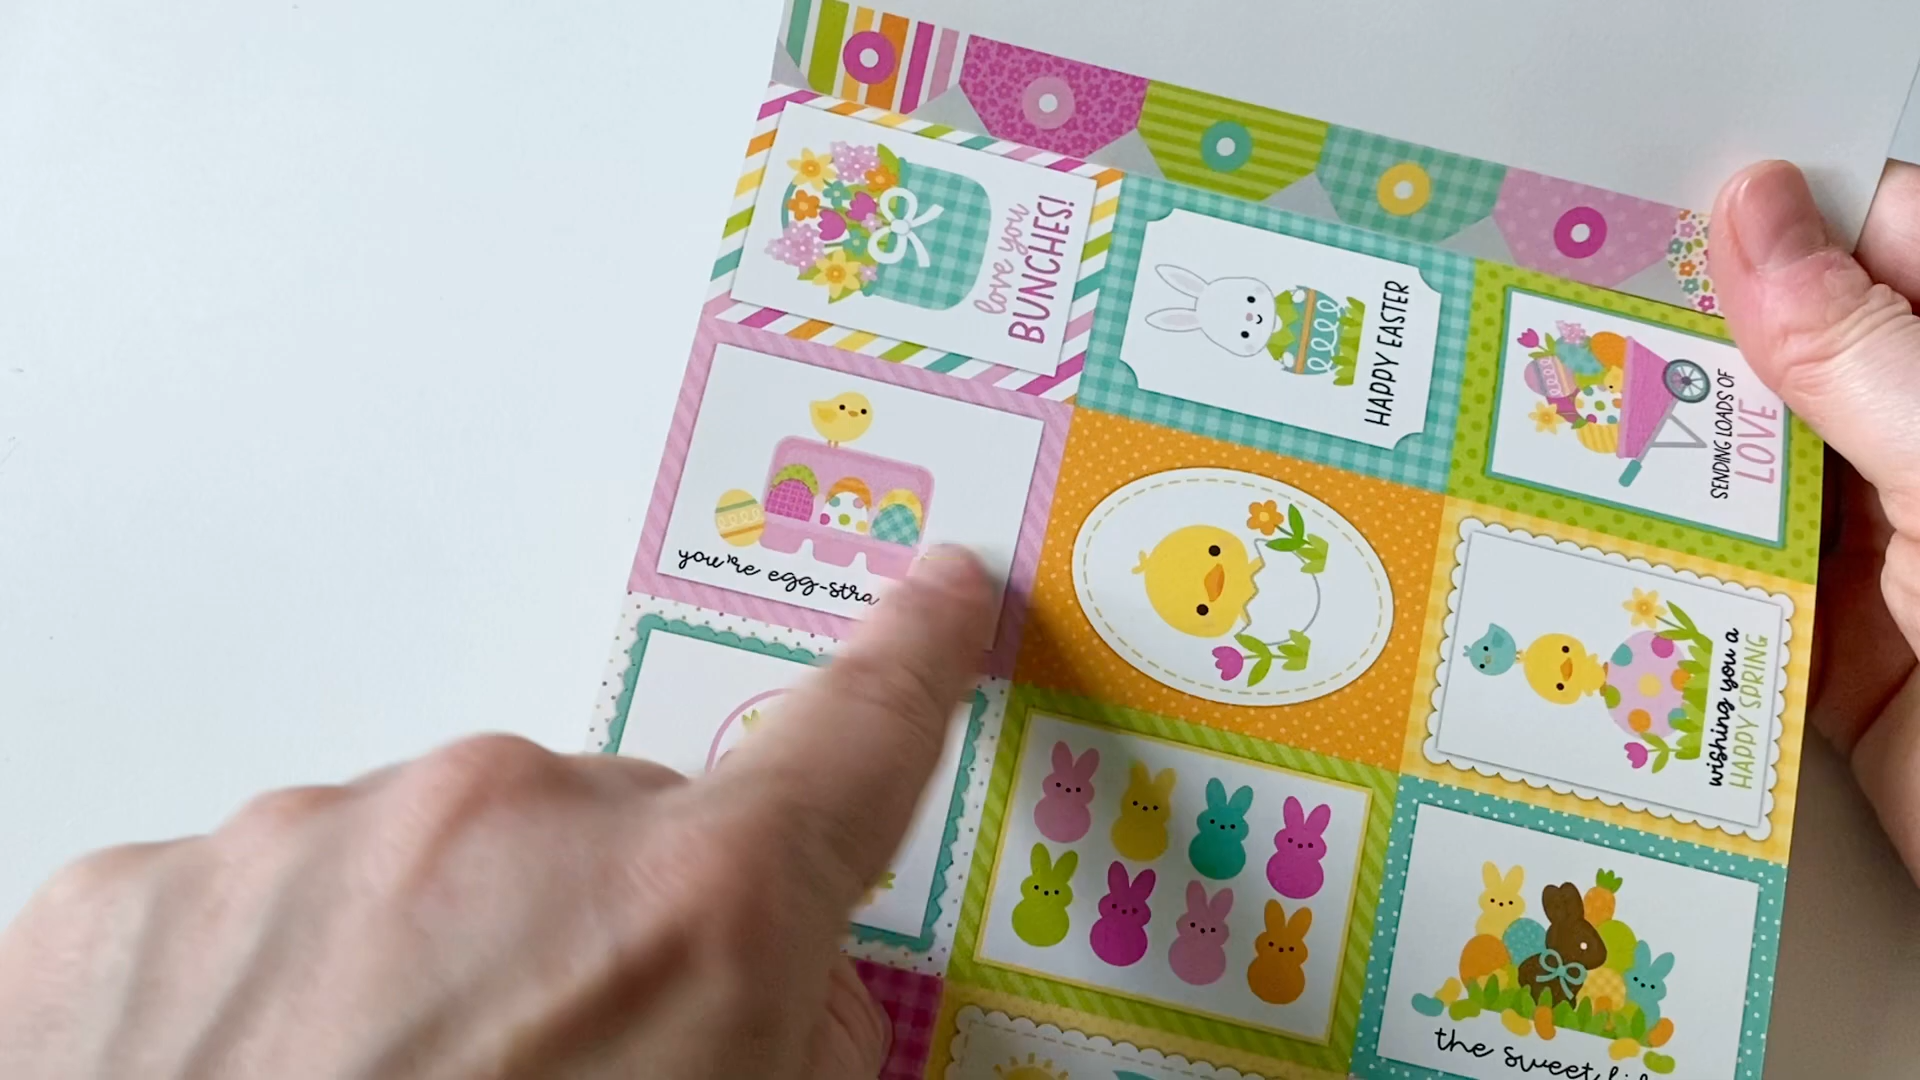 love you
BUNCHES!
HAPPY EASTER
SENDING LOADS OF
LOVE
you're egg-stra
wishing you a
HAPPY SPRING
the sweet